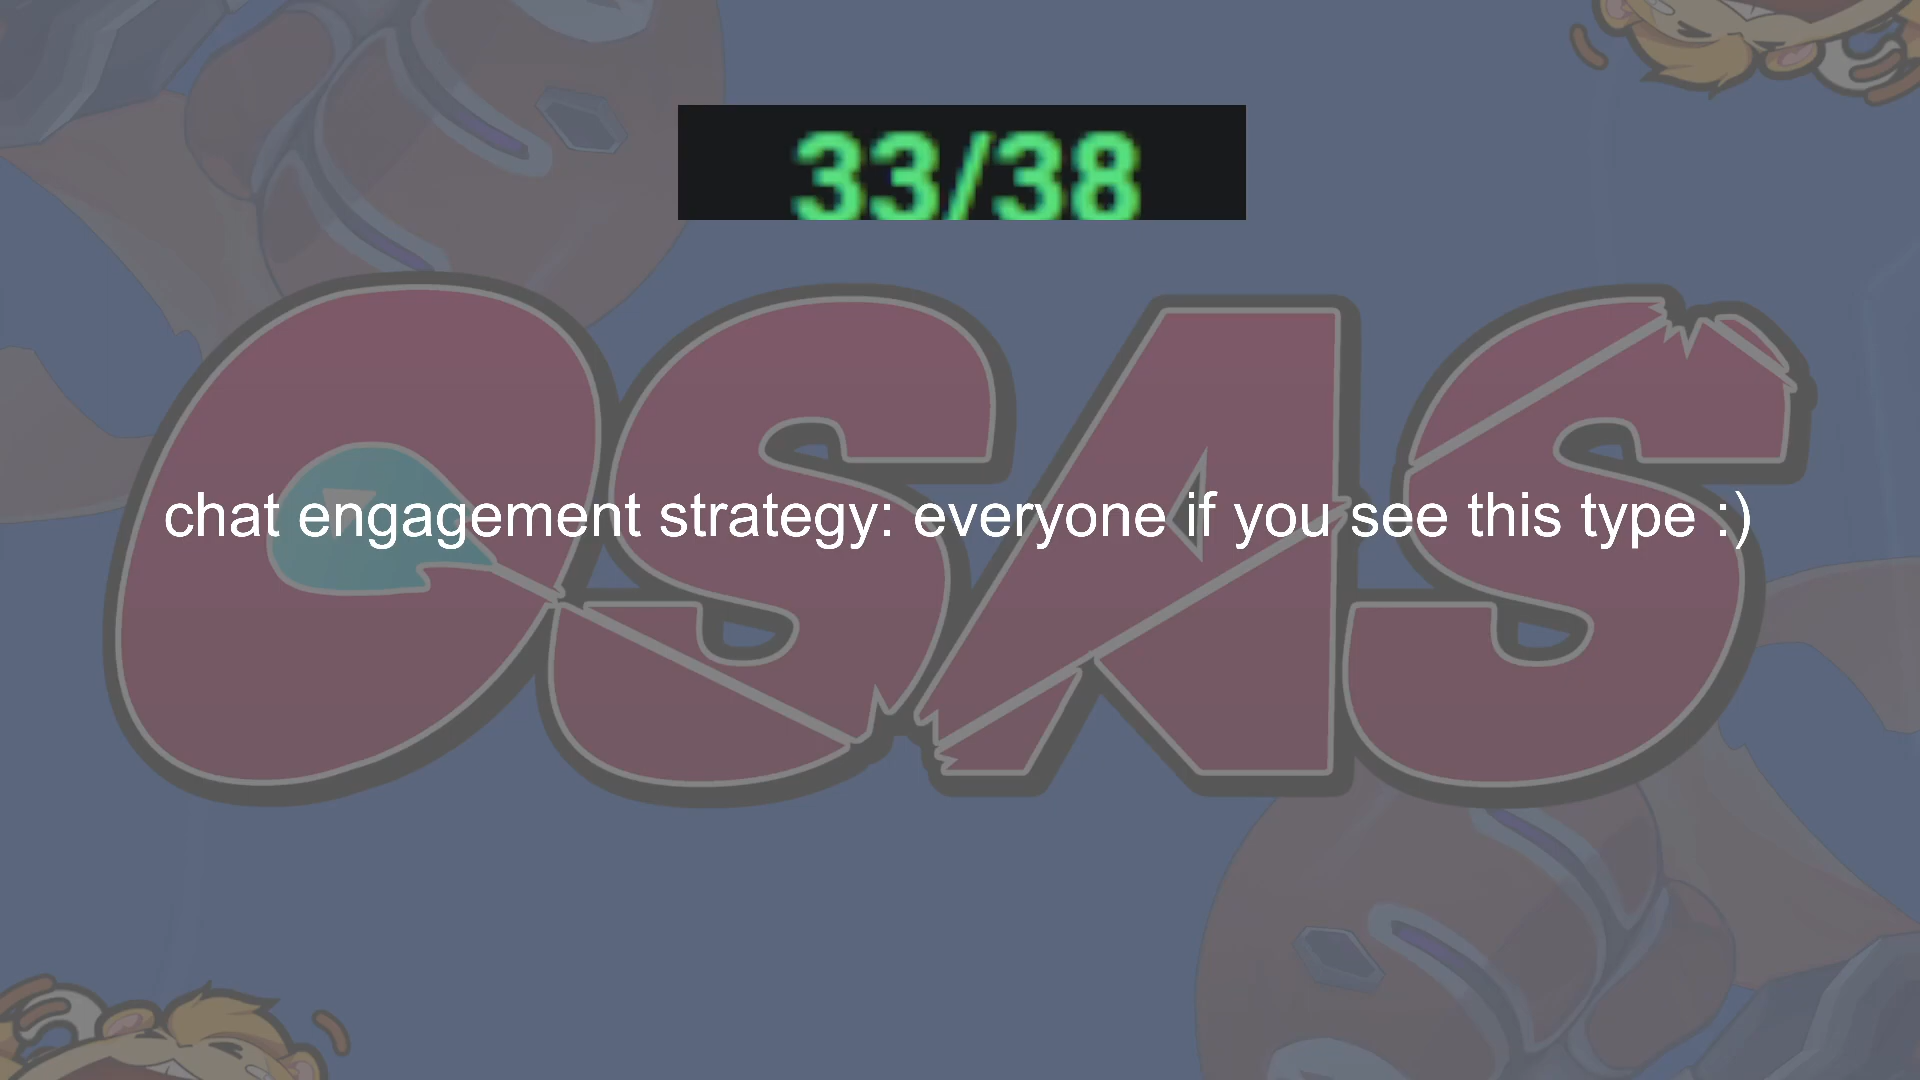 33/38
OSAS
chat engagement strategy: everyone if you see this type :)